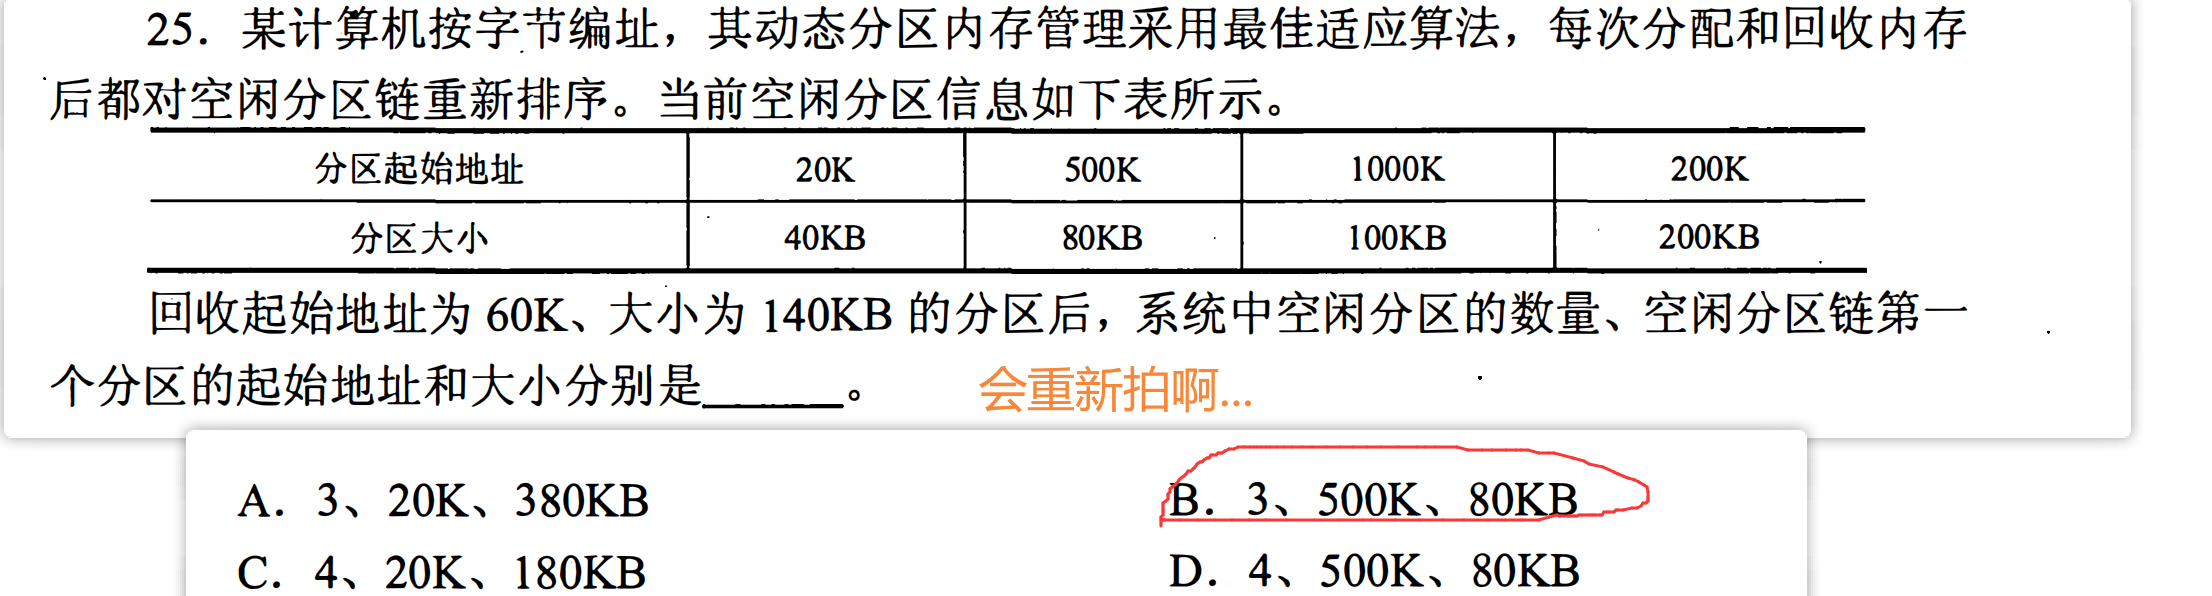 25．某计算机按字节编址，其动态分区内存管理采用最佳适应算法，每次分配和回收内存
后都对空闲分区链重新排序。当前空闲分区信息如下表所示。
分区起始地址 20K 500K 1000K 200K
分区大小 40KB 80KB 100KB 200KB
回收起始地址为 60K、大小为 140KB 的分区后，系统中空闲分区的数量、空闲分区链第一
个分区的起始地址和大小分别是______。 会重新拍啊...
A．3、20K、380KB B．3、500K、80KB
C．4、20K、180KB D．4、500K、80KB